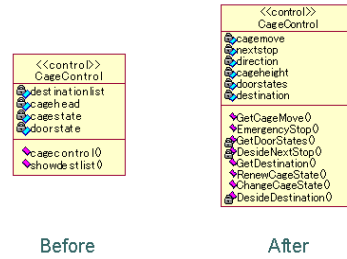 <<control>>
CageControl
destinationlist
cagehead
cagestate
doorstate
cagecontrol()
showdestlist()
Before
<<control>>
CageControl
cagemove
nextstop
direction
cageheight
doorstates
destination
GetCageMove()
EmergencyStop()
GetDoorStates()
DesideNextStop()
GetDestination()
RenewCageState()
ChangeCageState()
DesideDestination()
After